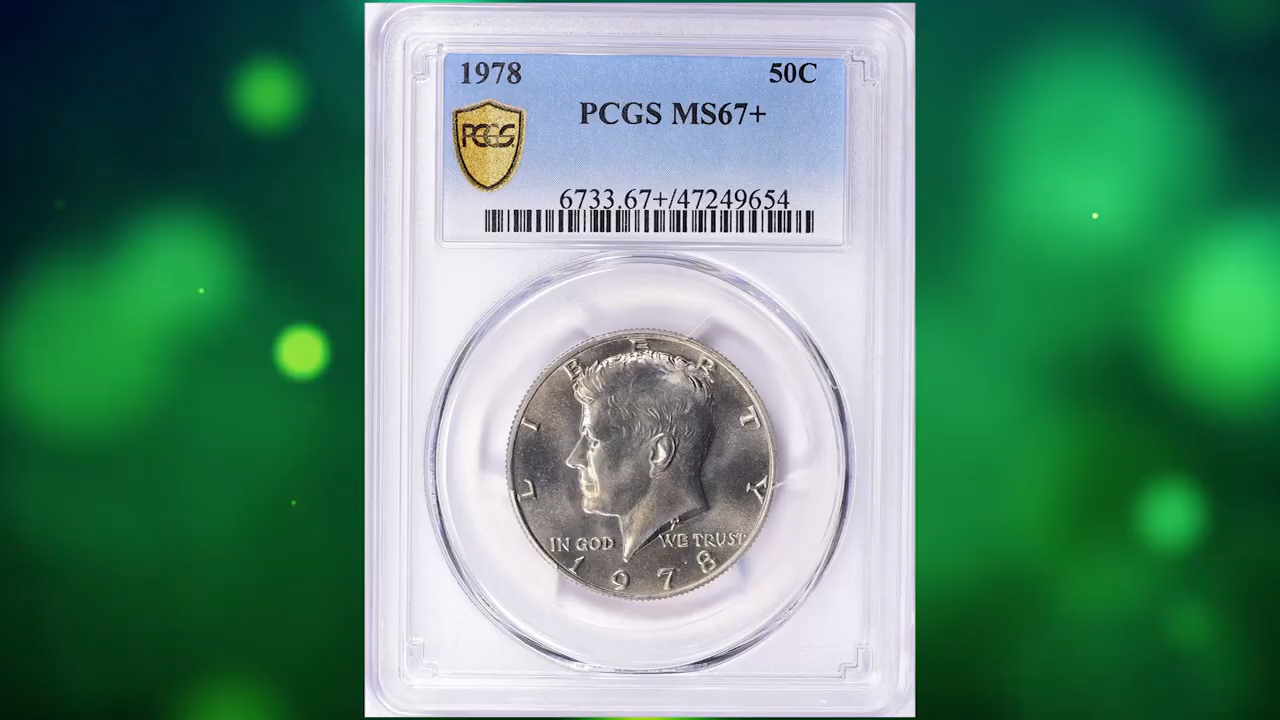 1978 50C
PCGS MS67+
PCGS
6733.67+/47249654
LIBERTY
IN GOD WE TRUST
1978